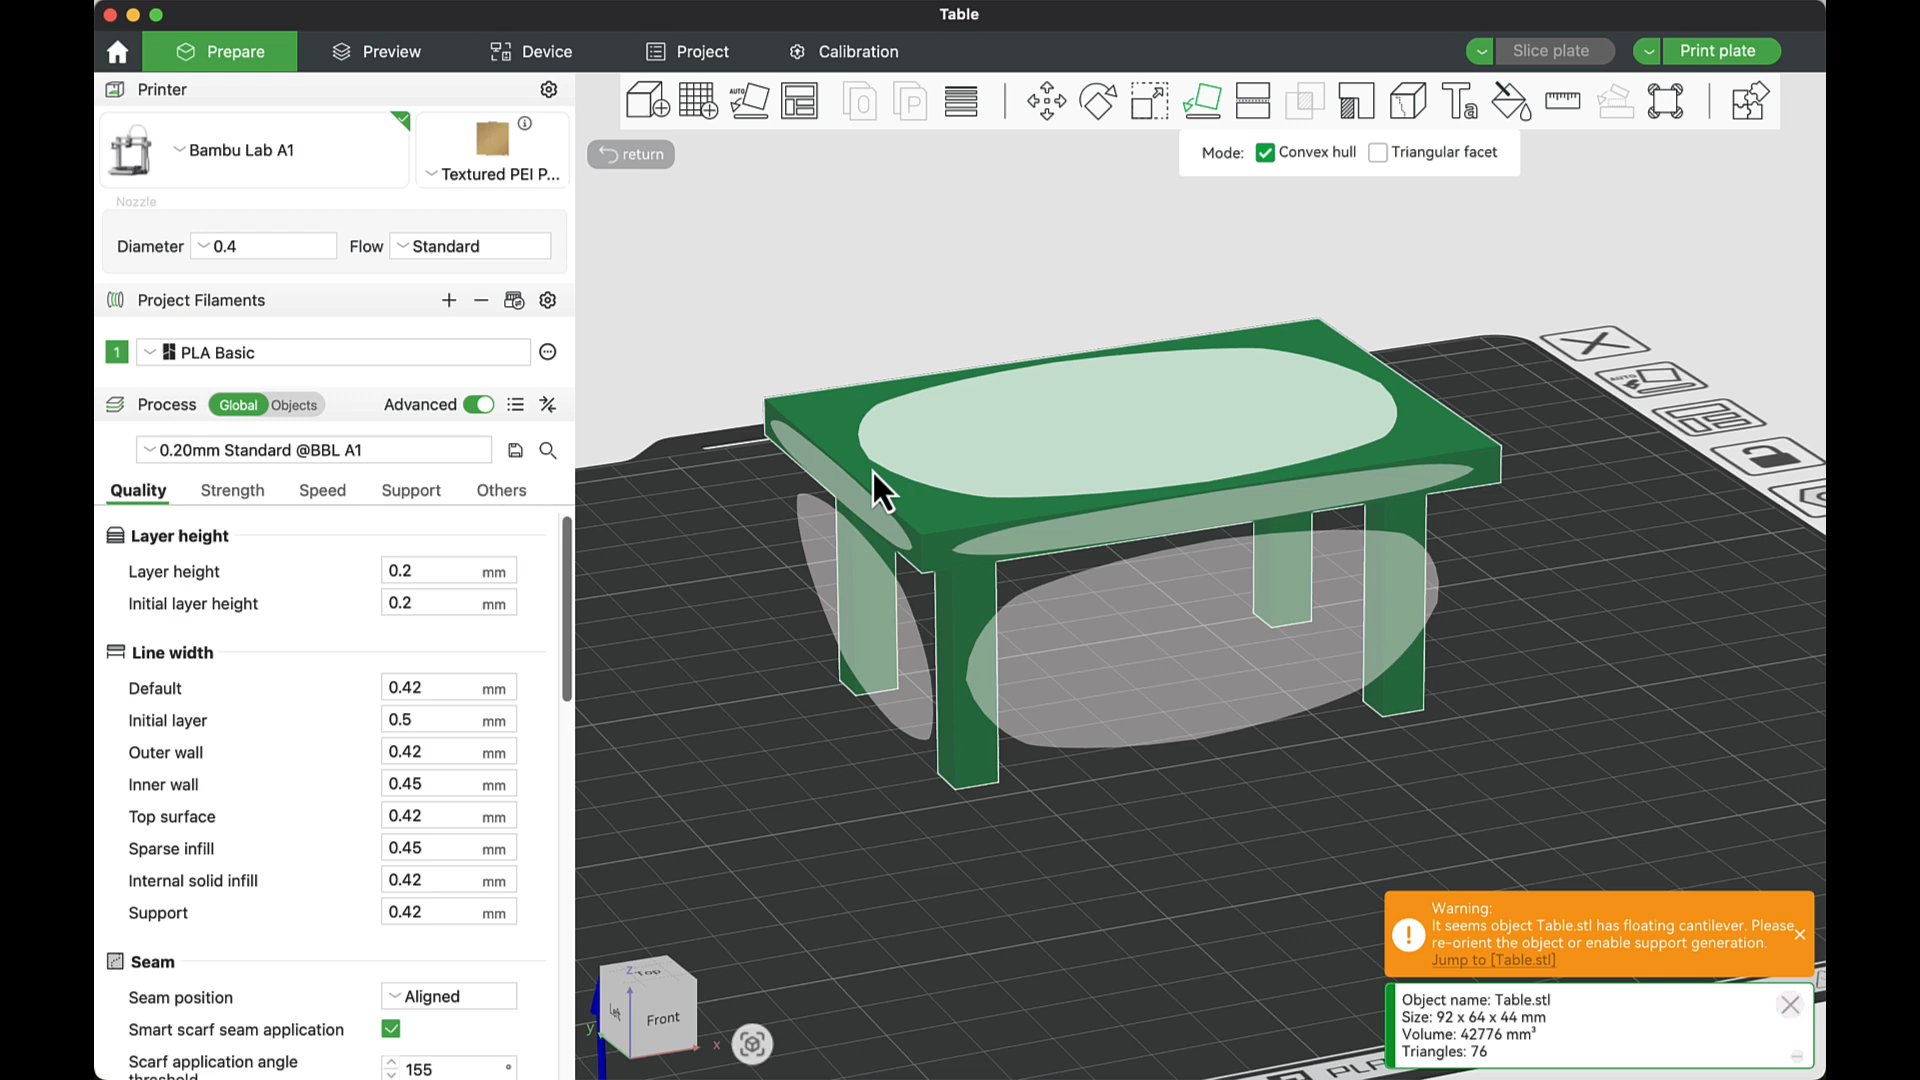 Table
Prepare
Preview
Device
Project
Calibration
Slice plate
Print plate
Printer
Bambu Lab A1
Textured PEI P...
Nozzle
Diameter 0.4 Flow Standard
Project Filaments
1 PLA Basic
Process Global Objects Advanced
0.20mm Standard @BBL A1
Quality Strength Speed Support Others
Layer height
Layer height 0.2 mm
Initial layer height 0.2 mm
Line width
Default 0.42 mm
Initial layer 0.5 mm
Outer wall 0.42 mm
Inner wall 0.45 mm
Top surface 0.42 mm
Sparse infill 0.45 mm
Internal solid infill 0.42 mm
Support 0.42 mm
Seam
Seam position Aligned
Smart scarf seam application
Scarf application angle 155 °
AUTO
O
P
Ta
return
Mode: Convex hull Triangular facet
AUTO
Z Top
Left
Front
y
x
Warning:
It seems object Table.stl has floating cantilever. Please
re-orient the object or enable support generation.
Jump to [Table.stl]
Object name: Table.stl
Size: 92 x 64 x 44 mm
Volume: 42776 mm³
Triangles: 76